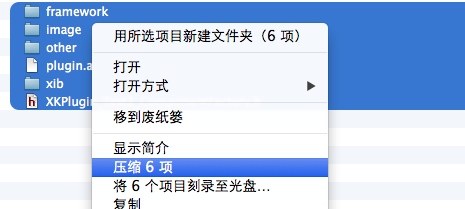 framework
image
other
plugin.a
xib
XKPlugin
用所选项目新建文件夹（6 项）
打开
打开方式
移到废纸篓
显示简介
压缩 6 项
将 6 个项目刻录至光盘...
复制